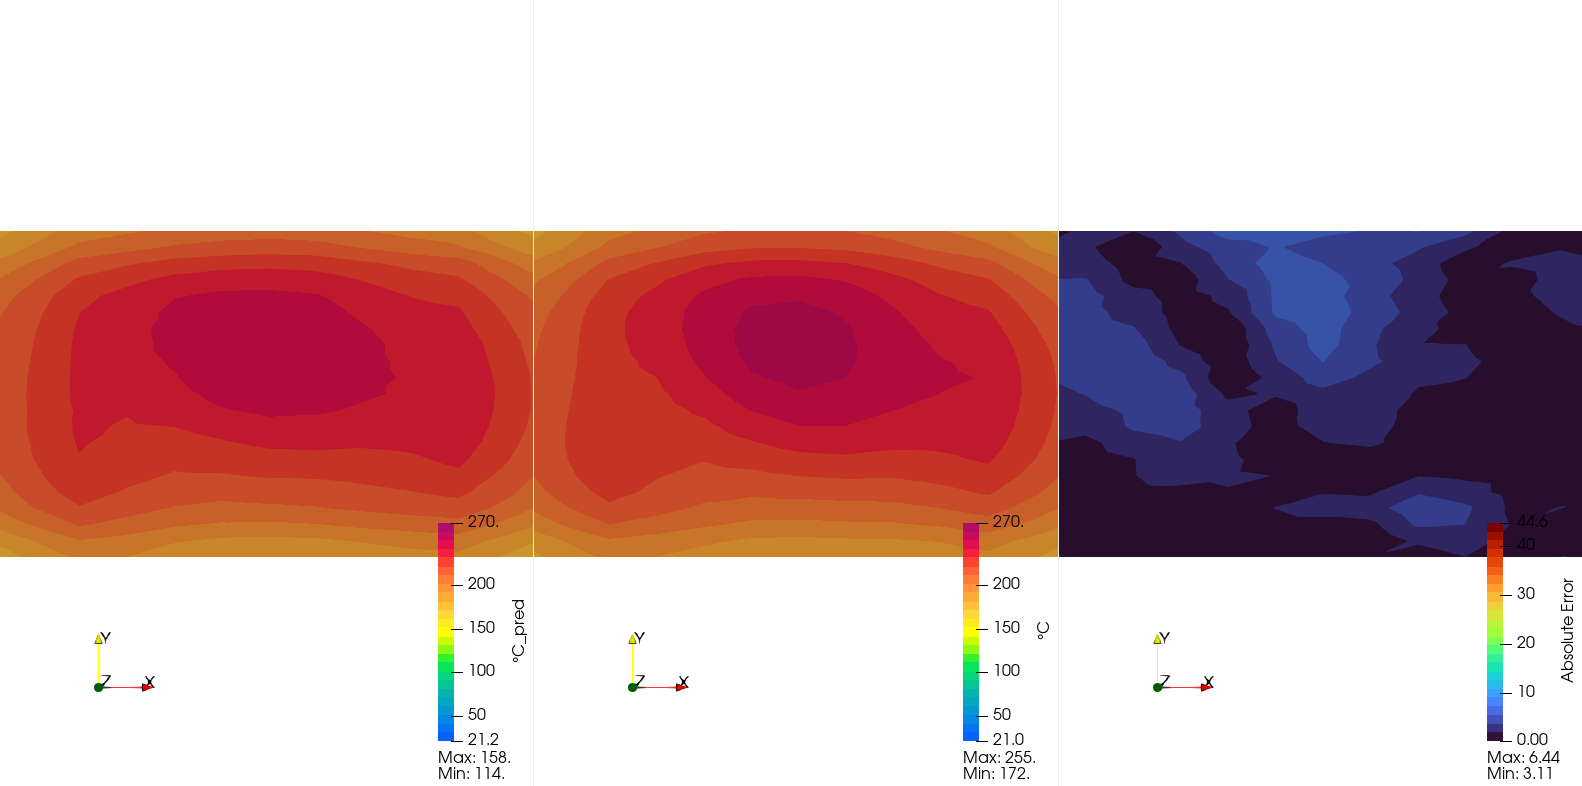 270.
200
150
100
50
21.2
°C_pred
Max: 158.
Min: 114.
Y
Z
X
270.
200
150
100
50
21.0
°C
Max: 255.
Min: 172.
Y
Z
X
44.6
40
30
20
10
0.00
Absolute Error
Max: 6.44
Min: 3.11
Y
Z
X